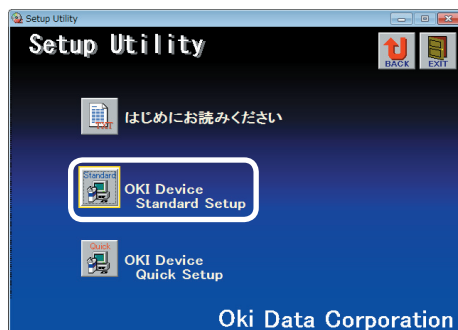 Setup Utility
Setup Utility
BACK
EXIT
TXT
はじめにお読みください
Standard
OKI Device
Standard Setup
Quick
OKI Device
Quick Setup
Oki Data Corporation